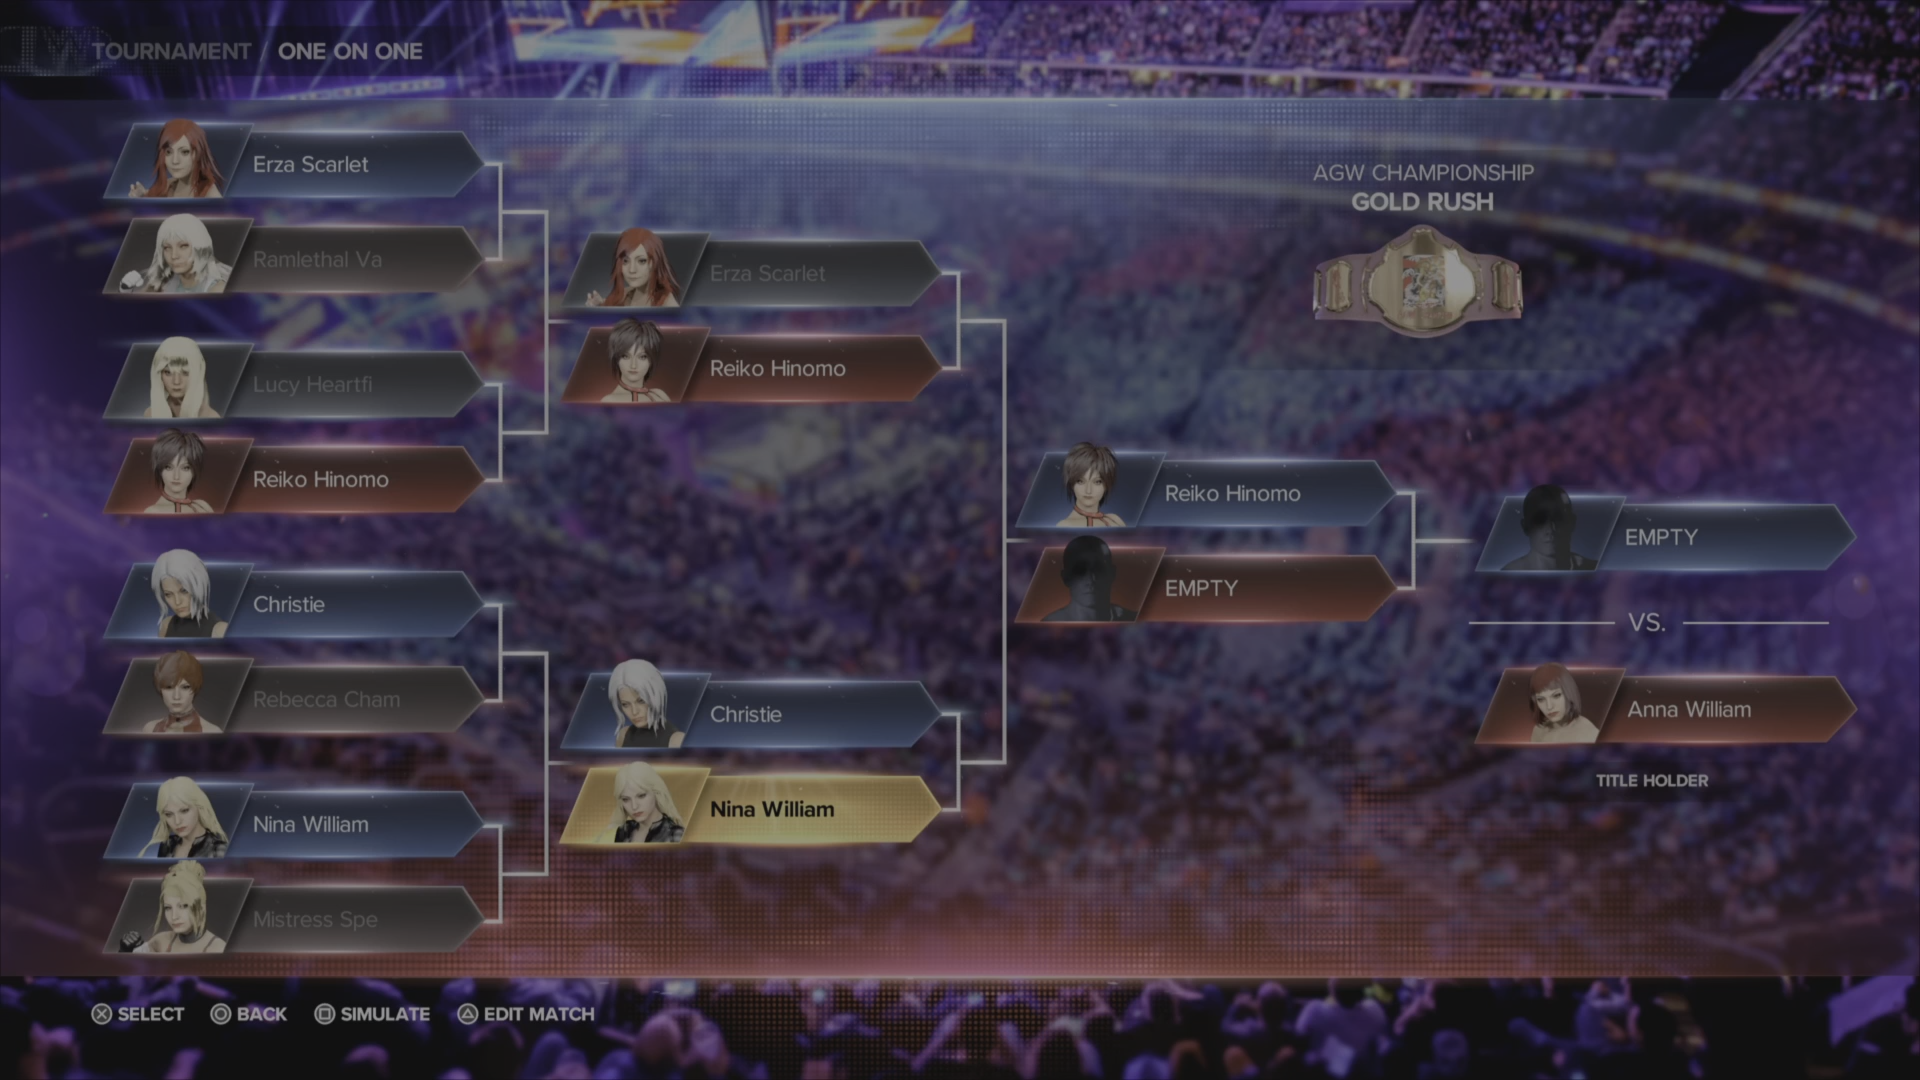 TOURNAMENT / ONE ON ONE
Erza Scarlet
Ramlethal Va
Lucy Heartfi
Reiko Hinomo
Christie
Rebecca Cham
Nina William
Mistress Spe
Erza Scarlet
Reiko Hinomo
Christie
Nina William
Reiko Hinomo
EMPTY
AGW CHAMPIONSHIP
GOLD RUSH
EMPTY
VS.
Anna William
TITLE HOLDER
SELECT BACK SIMULATE EDIT MATCH